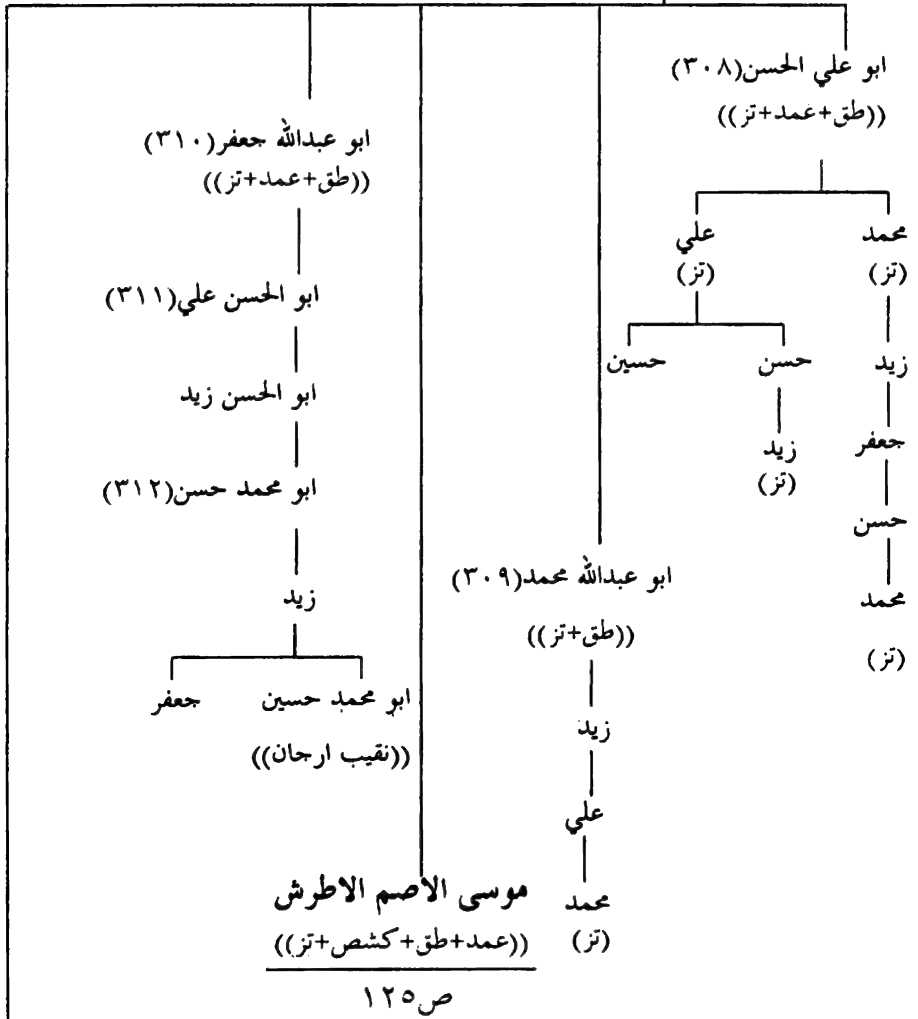 ابو علي الحسن(٣٠٨)
((طق+عمد+تز))
محمد
(تز)
زيد
جعفر
حسن
محمد
(تز)
علي
(تز)
حسن
حسين
زيد
(تز)
ابو عبدالله محمد(٣٠٩)
((طق+تز))
زيد
علي
محمد
(تز)
موسى الاصم الاطرش
((عمد+طق+كشص+تز))
ص١٢٥
ابو عبدالله جعفر(٣١٠)
((طق+عمد+تز))
ابو الحسن علي(٣١١)
ابو الحسن زيد
ابو محمد حسن(٣١٢)
زيد
ابو محمد حسين
((نقيب ارجان))
جعفر